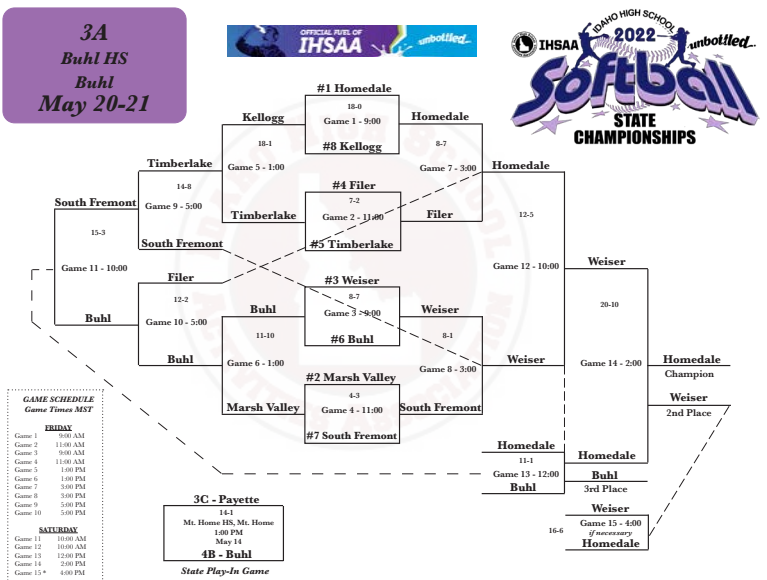 3A
Buhl HS
Buhl
May 20-21
OFFICIAL FUEL OF
IHSAA
unbottled...
IHSAA
IDAHO HIGH SCHOOL
2022
unbottled...
Softball
STATE
CHAMPIONSHIPS
#1 Homedale
18-0
Game 1 - 9:00
#8 Kellogg
Kellogg
Homedale
18-1
Game 5 - 1:00
8-7
Game 7 - 3:00
Timberlake
Homedale
14-8
Game 9 - 5:00
#4 Filer
7-2
Game 2 - 11:00
#5 Timberlake
Timberlake
Filer
South Fremont
15-3
Game 11 - 10:00
12-5
Game 12 - 10:00
South Fremont
Weiser
Filer
12-2
Game 10 - 5:00
#3 Weiser
8-7
Game 3 - 9:00
#6 Buhl
Buhl
Weiser
Buhl
11-10
Game 6 - 1:00
8-1
Game 8 - 3:00
20-10
Game 14 - 2:00
Buhl
Weiser
Homedale
Champion
#2 Marsh Valley
4-3
Game 4 - 11:00
#7 South Fremont
Marsh Valley
South Fremont
Weiser
2nd Place
Homedale
11-1
Game 13 - 12:00
Buhl
Homedale
Buhl
3rd Place
Weiser
16-6
Game 15 - 4:00
if necessary
Homedale
3C - Payette
14-1
Mt. Home HS, Mt. Home
1:00 PM
May 14
4B - Buhl
State Play-In Game
GAME SCHEDULE
Game Times MST
FRIDAY
Game 1 9:00 AM
Game 2 11:00 AM
Game 3 9:00 AM
Game 4 11:00 AM
Game 5 1:00 PM
Game 6 1:00 PM
Game 7 3:00 PM
Game 8 3:00 PM
Game 9 5:00 PM
Game 10 5:00 PM
SATURDAY
Game 11 10:00 AM
Game 12 10:00 AM
Game 13 12:00 PM
Game 14 2:00 PM
Game 15 * 4:00 PM
IDAHO HIGH SCHOOL
ACTIVITIES ASSOCIATION